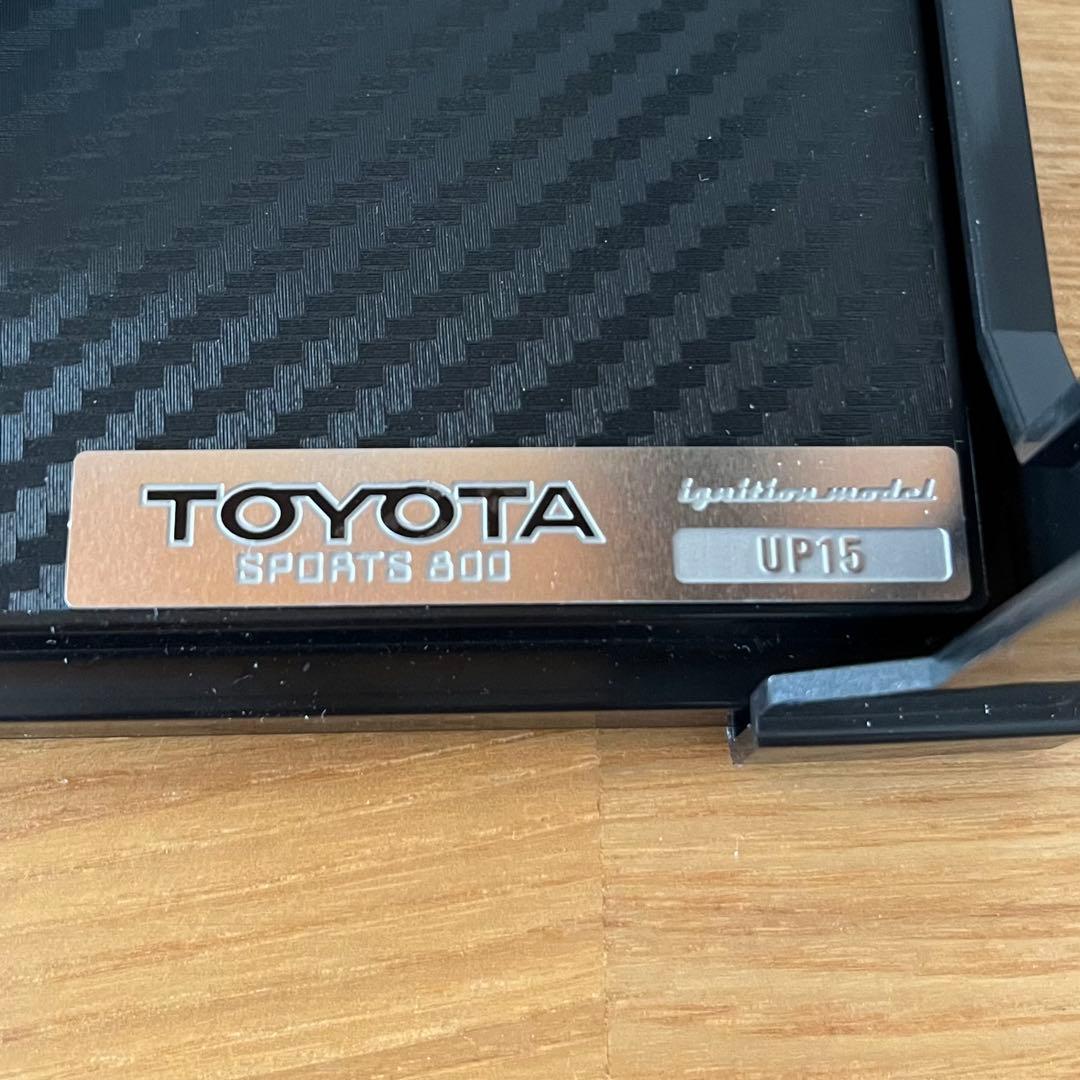 TOYOTA
SPORTS 800
ignition model
UP15